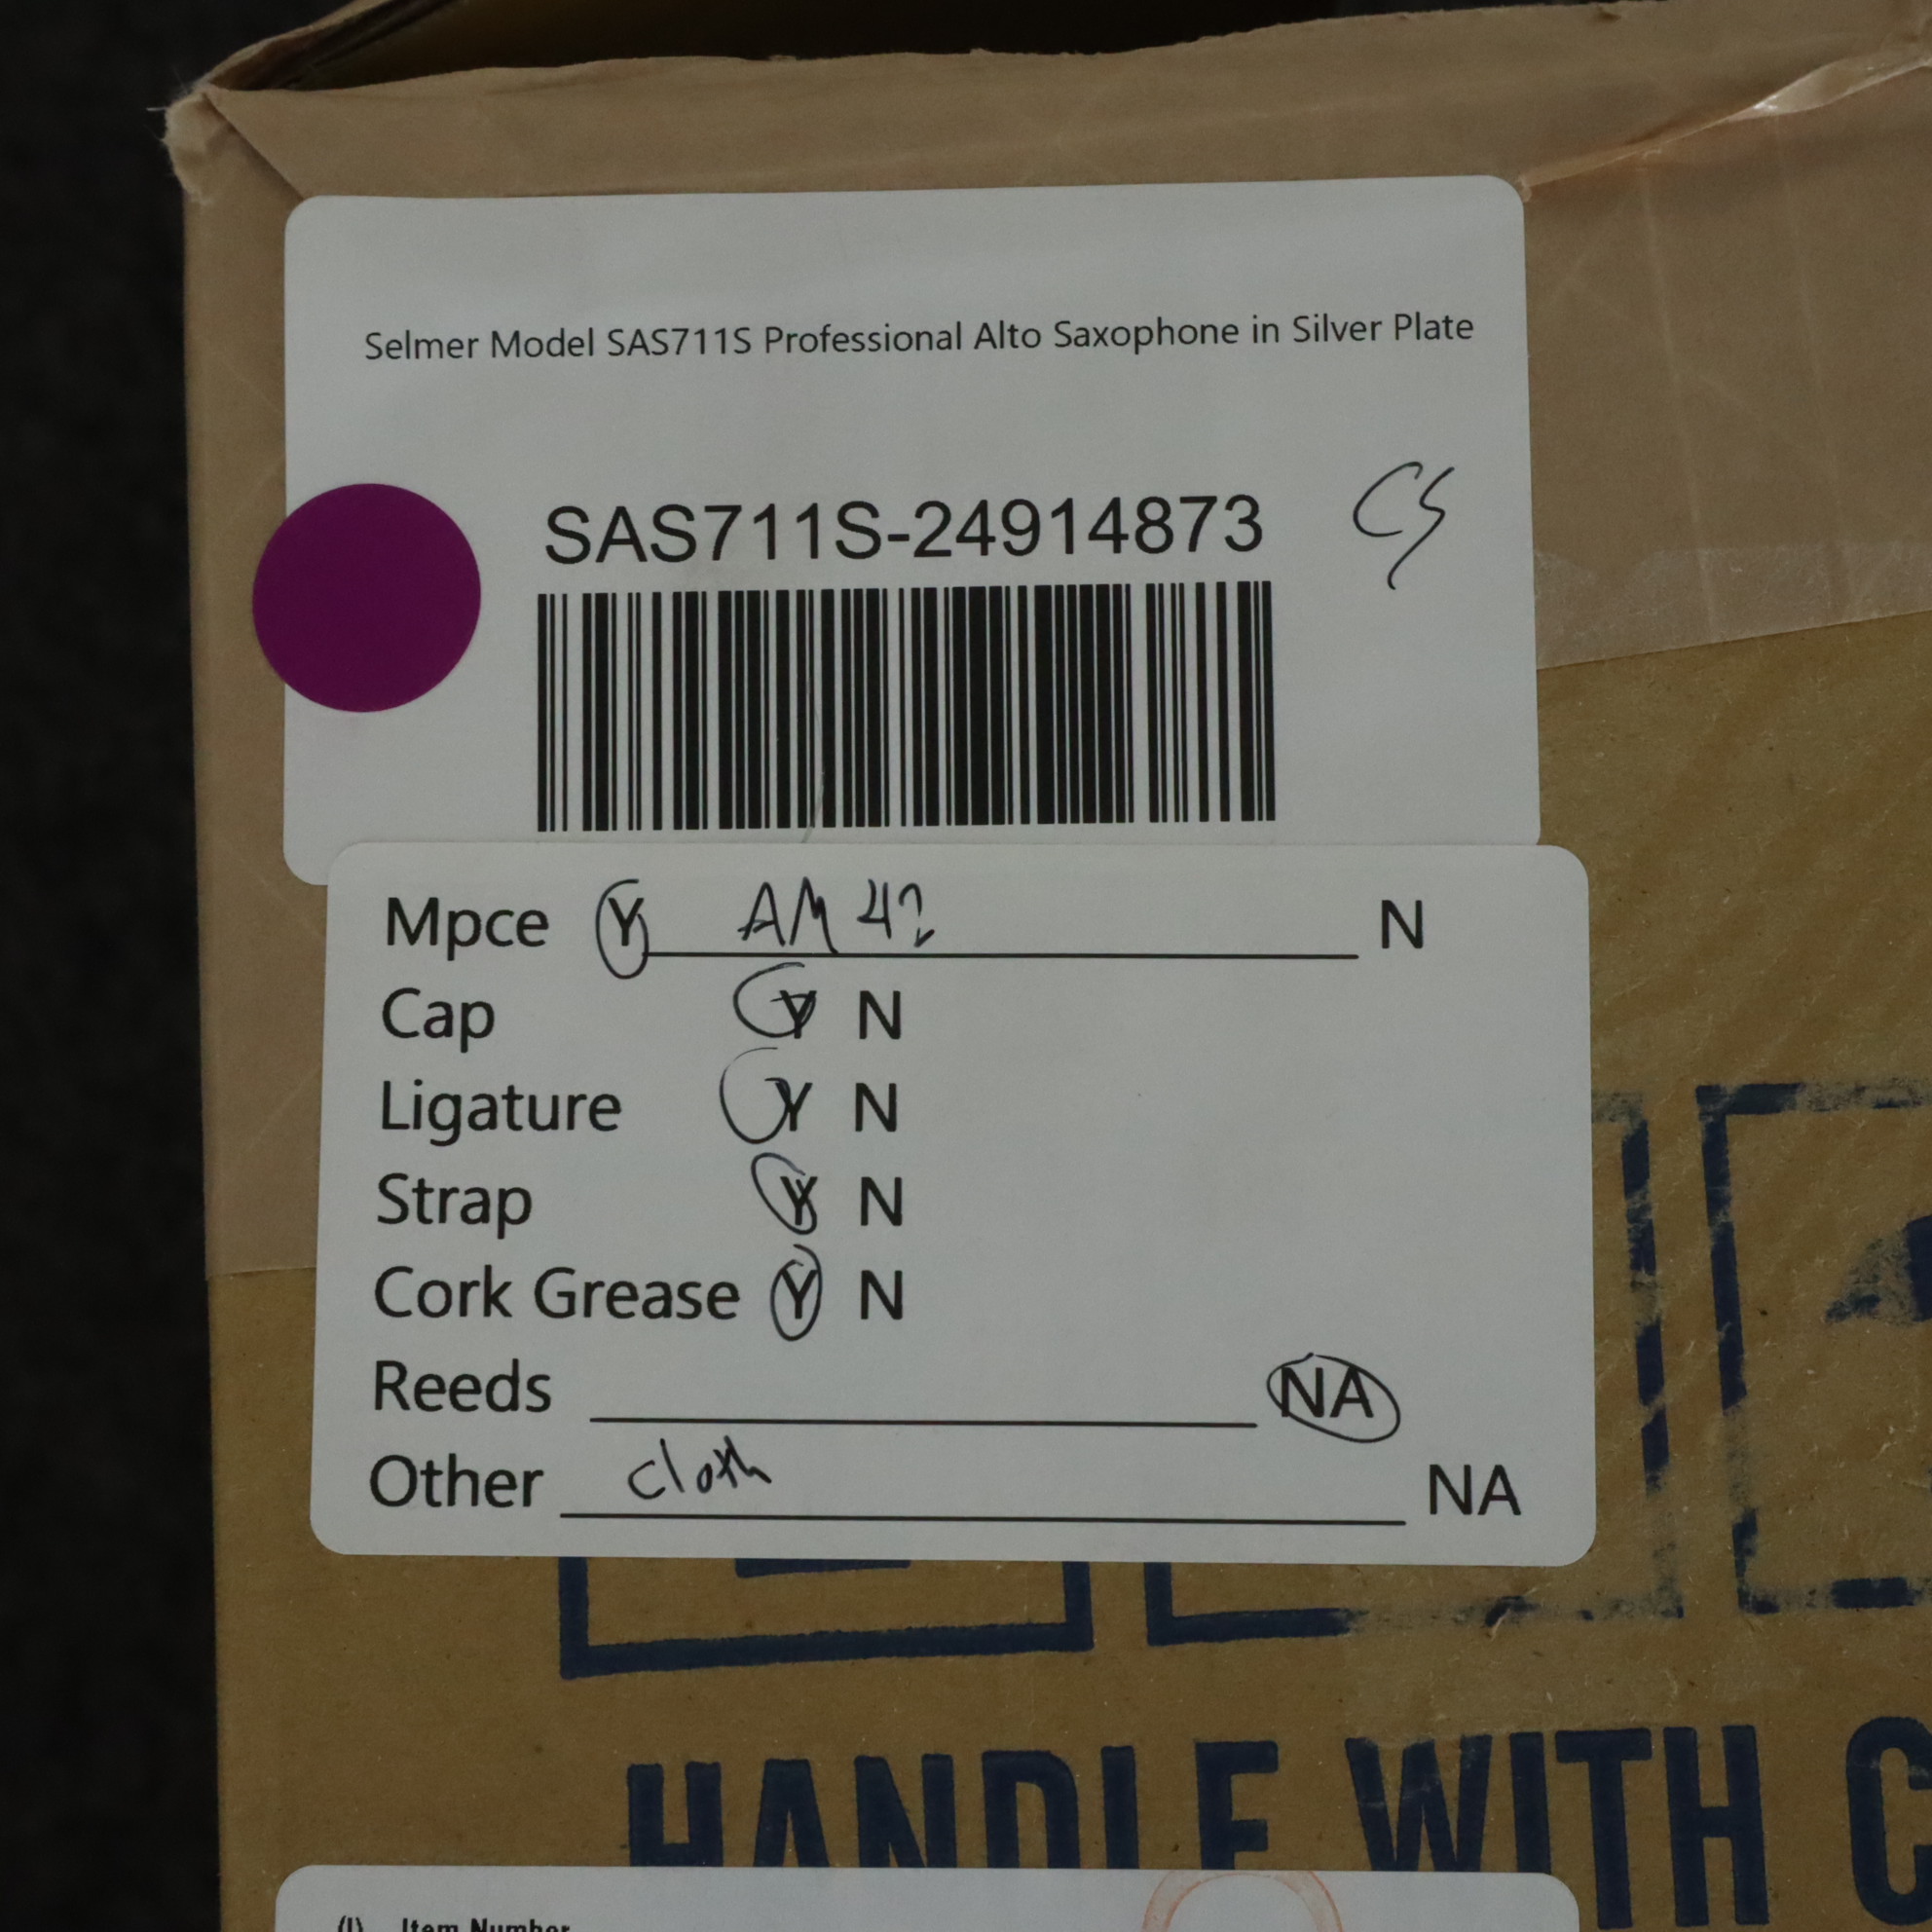 Selmer Model SAS711S Professional Alto Saxophone in Silver Plate
SAS711S-24914873 CS
Mpce Y AM 42 N
Cap Y N
Ligature Y N
Strap Y N
Cork Grease Y N
Reeds NA
Other cloth NA
HANDLE WITH C
(1) Item Number